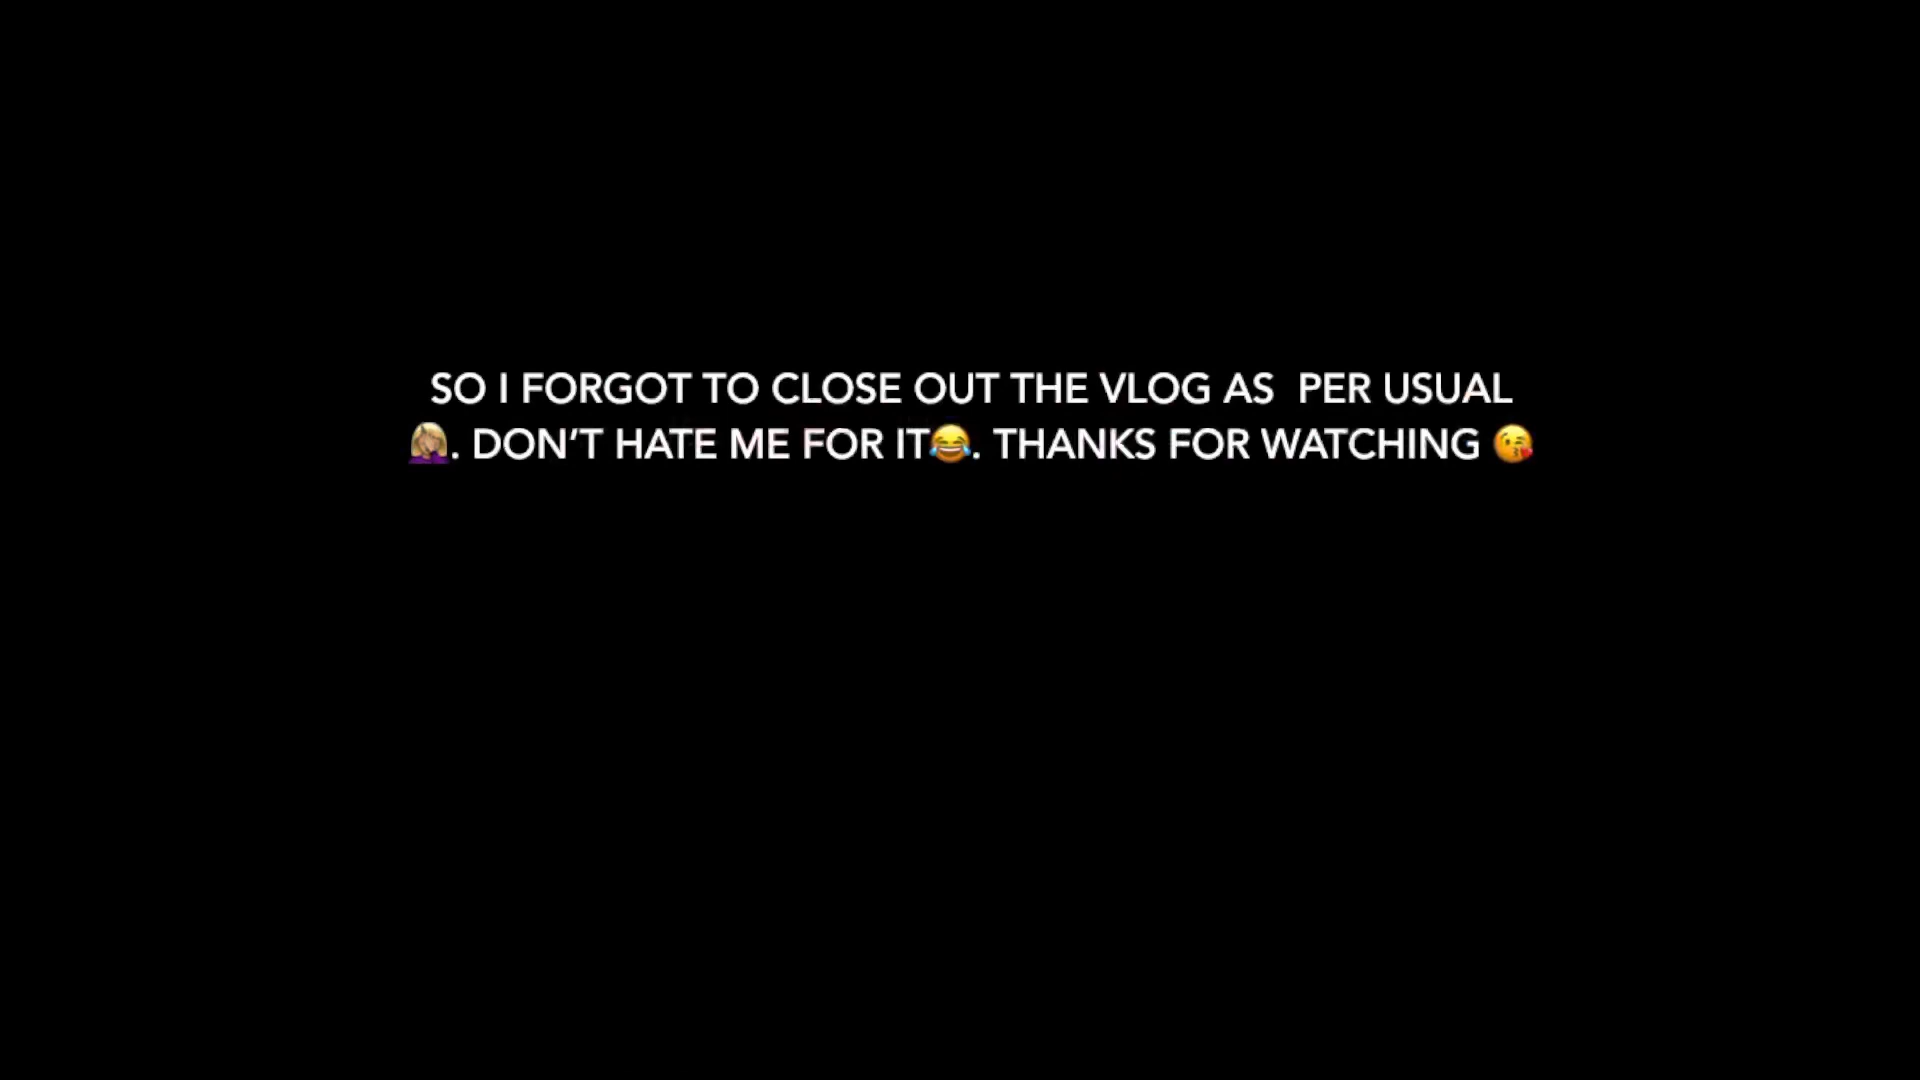 SO I FORGOT TO CLOSE OUT THE VLOG AS  PER USUAL
🤦🏼‍♀️. DON’T HATE ME FOR IT😂. THANKS FOR WATCHING 😘